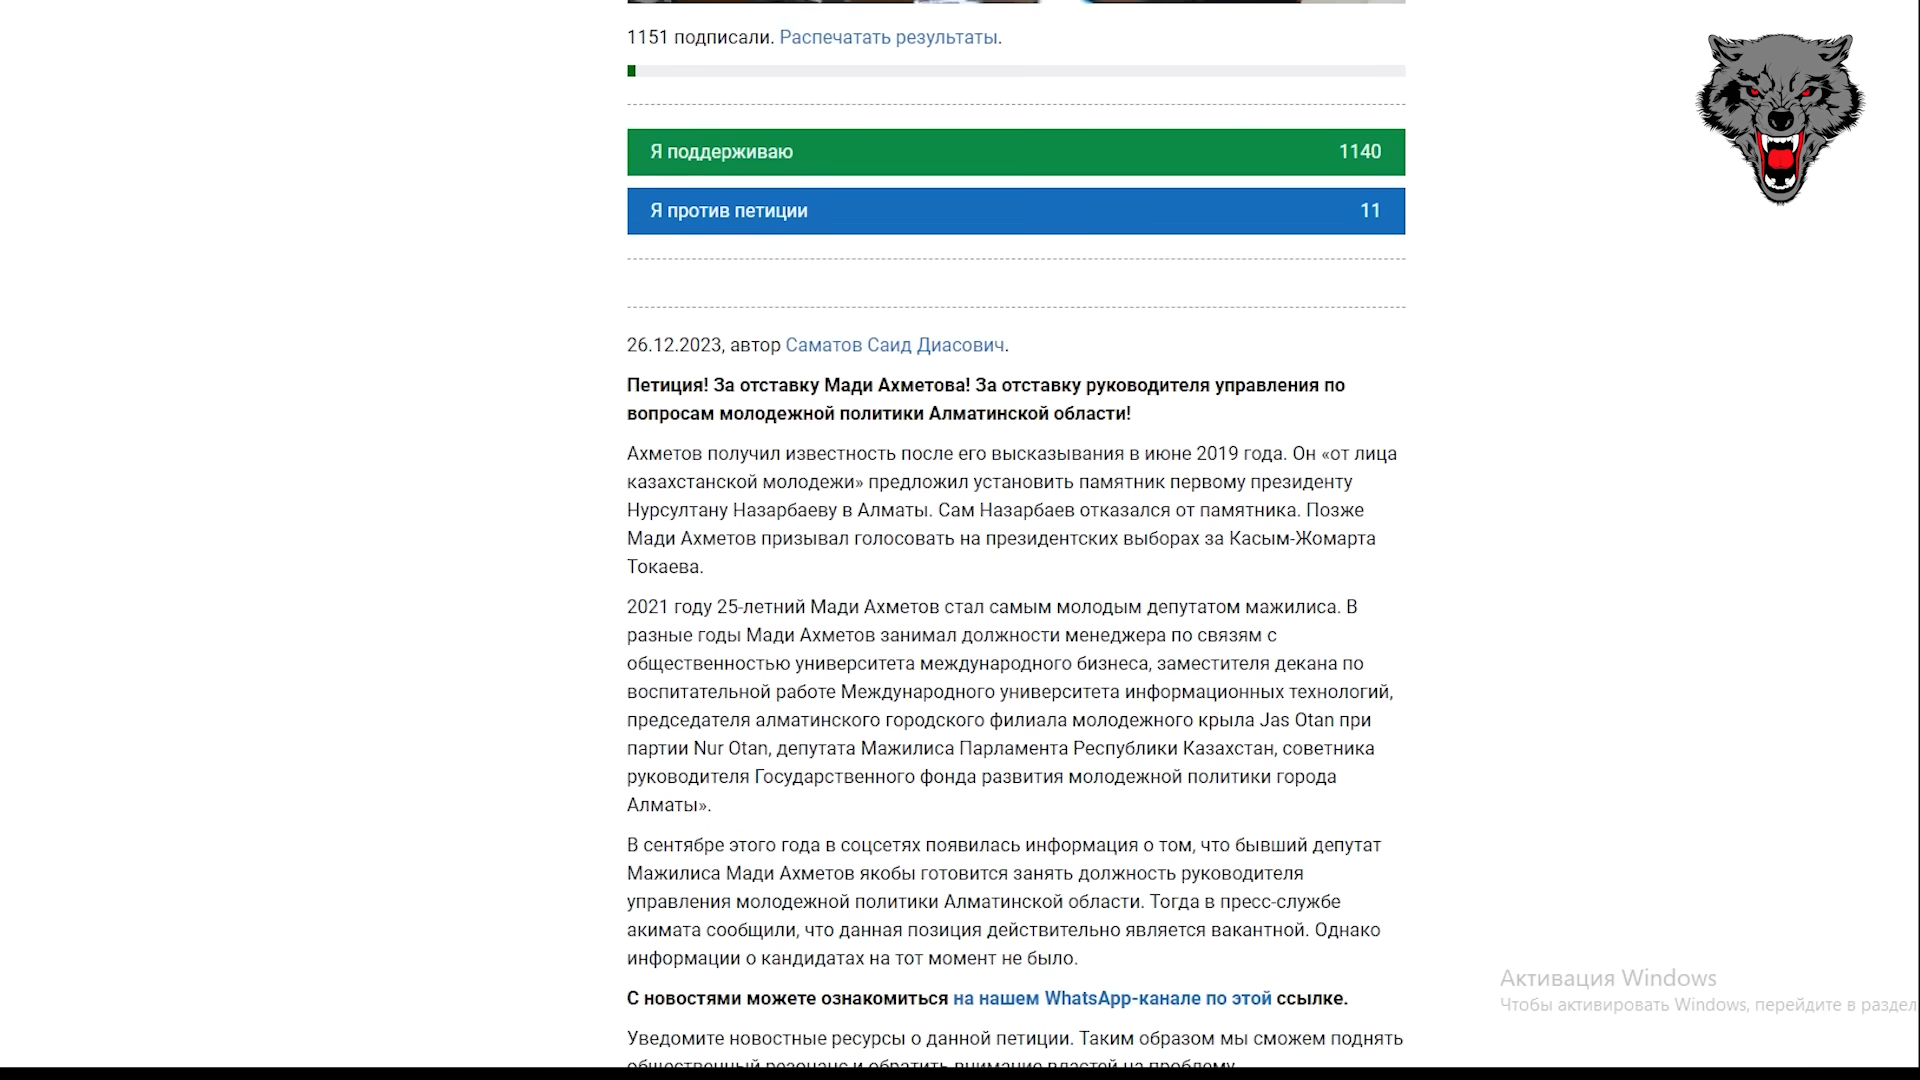 1151 подписали. Распечатать результаты.
Я поддерживаю 1140
Я против петиции 11
26.12.2023, автор Саматов Саид Диасович.
Петиция! За отставку Мади Ахметова! За отставку руководителя управления по
вопросам молодежной политики Алматинской области!
Ахметов получил известность после его высказывания в июне 2019 года. Он «от лица
казахстанской молодежи» предложил установить памятник первому президенту
Нурсултану Назарбаеву в Алматы. Сам Назарбаев отказался от памятника. Позже
Мади Ахметов призывал голосовать на президентских выборах за Касым-Жомарта
Токаева.
2021 году 25-летний Мади Ахметов стал самым молодым депутатом мажилиса. В
разные годы Мади Ахметов занимал должности менеджера по связям с
общественностью университета международного бизнеса, заместителя декана по
воспитательной работе Международного университета информационных технологий,
председателя алматинского городского филиала молодежного крыла Jas Otan при
партии Nur Otan, депутата Мажилиса Парламента Республики Казахстан, советника
руководителя Государственного фонда развития молодежной политики города
Алматы».
В сентябре этого года в соцсетях появилась информация о том, что бывший депутат
Мажилиса Мади Ахметов якобы готовится занять должность руководителя
управления молодежной политики Алматинской области. Тогда в пресс-службе
акимата сообщили, что данная позиция действительно является вакантной. Однако
информации о кандидатах на тот момент не было.
С новостями можете ознакомиться на нашем WhatsApp-канале по этой ссылке.
Уведомите новостные ресурсы о данной петиции. Таким образом мы сможем поднять
общественный резонанс и обратить внимание властей на проблему.
Активация Windows
Чтобы активировать Windows, перейдите в раздел